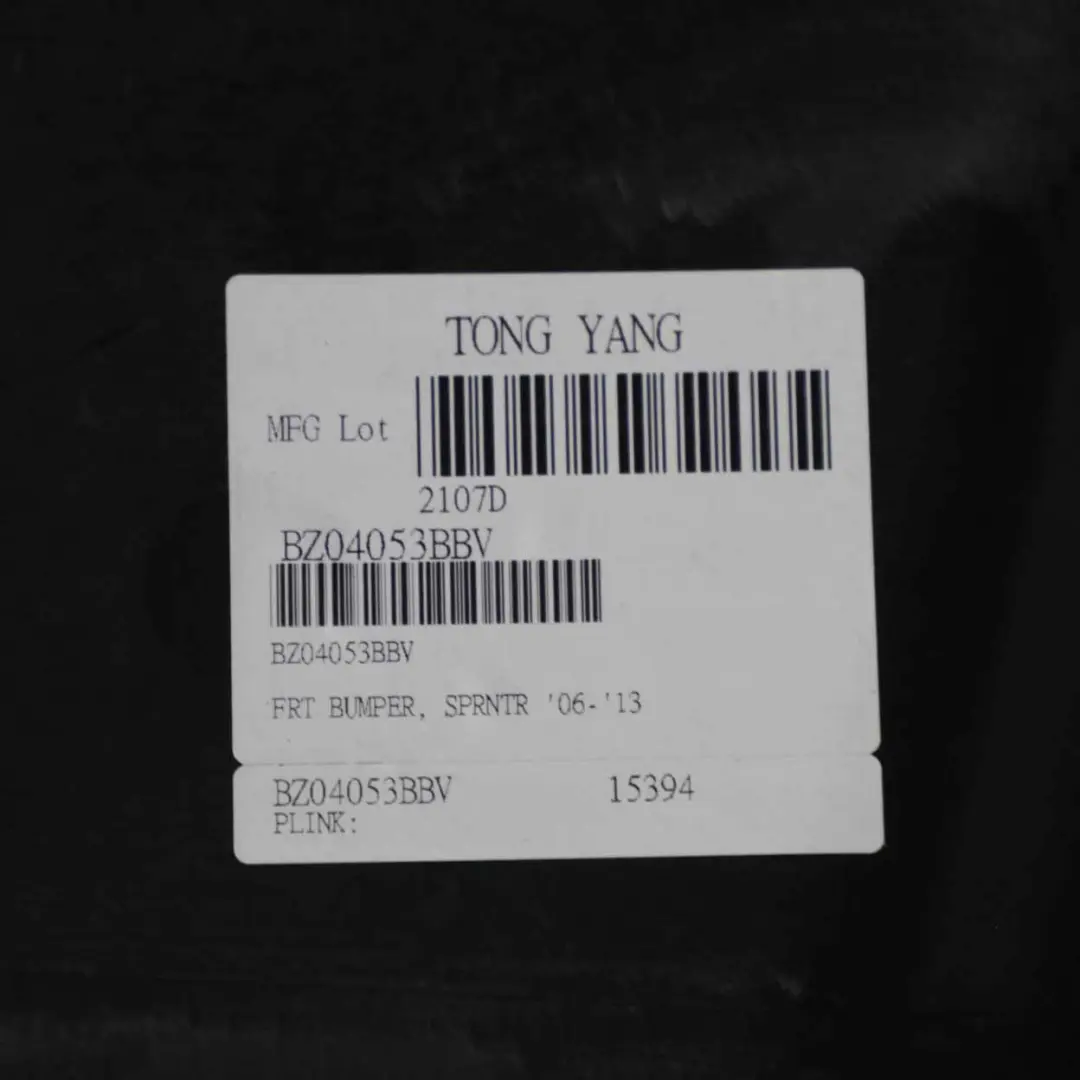 TONG YANG
MFG Lot
2107D
BZ04053BBV
BZ04053BBV
FRT BUMPER, SPRNTR '06-'13
BZ04053BBV 15394
PLINK: